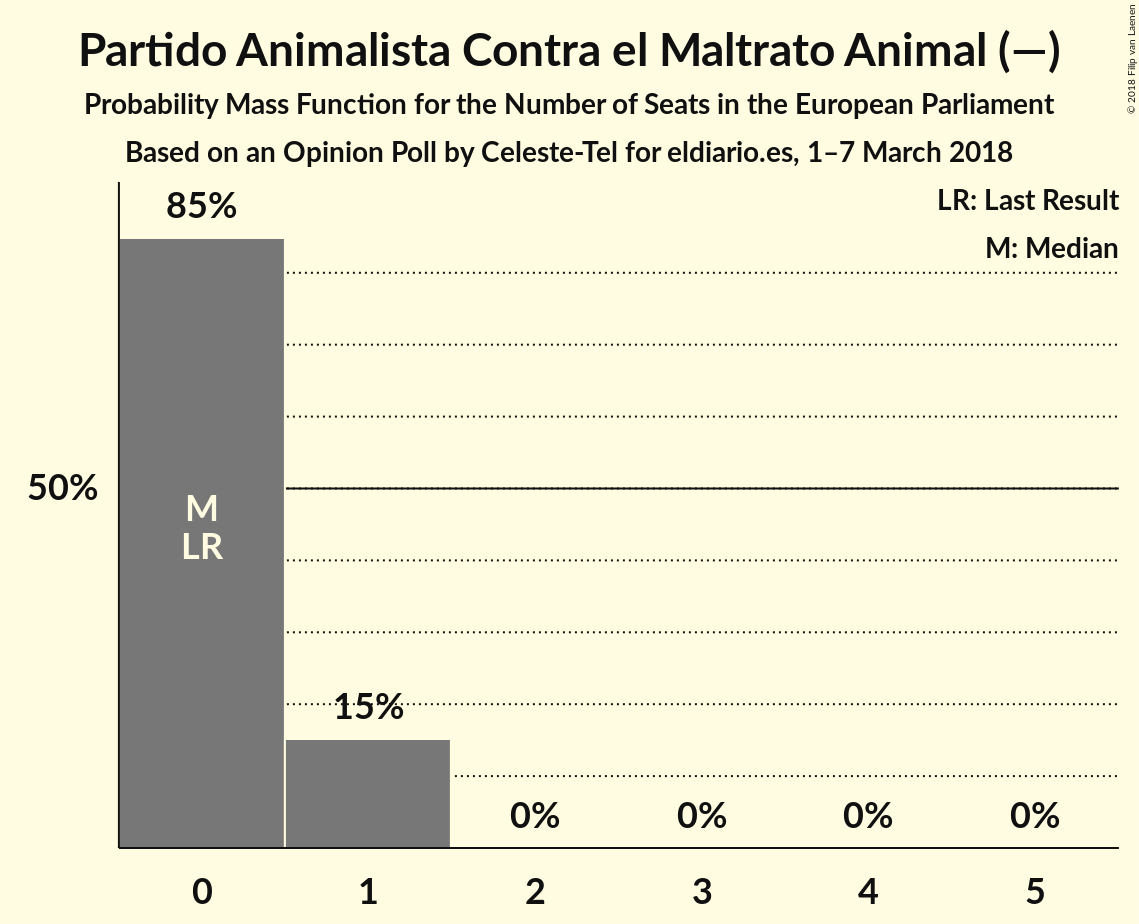 Partido Animalista Contra el Maltrato Animal (—)
Probability Mass Function for the Number of Seats in the European Parliament
Based on an Opinion Poll by Celeste-Tel for eldiario.es, 1–7 March 2018
© 2018 Filip van Laenen
LR: Last Result
M: Median
85%
50%
M
LR
15%
0% 0% 0% 0%
0 1 2 3 4 5